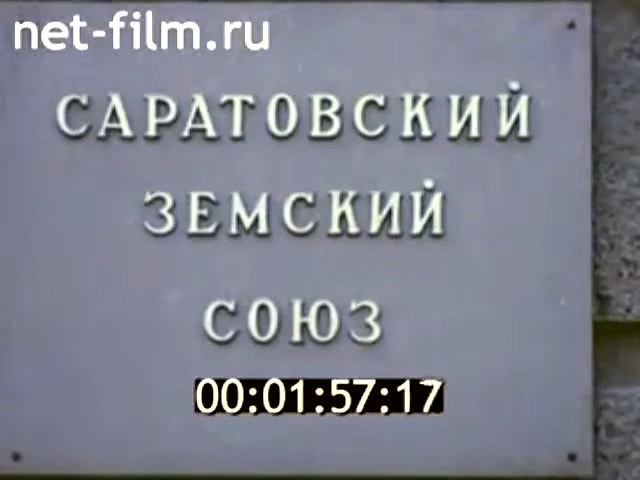 net-film.ru
САРАТОВСКИЙ
ЗЕМСКИЙ
СОЮЗ
00:01:57:17